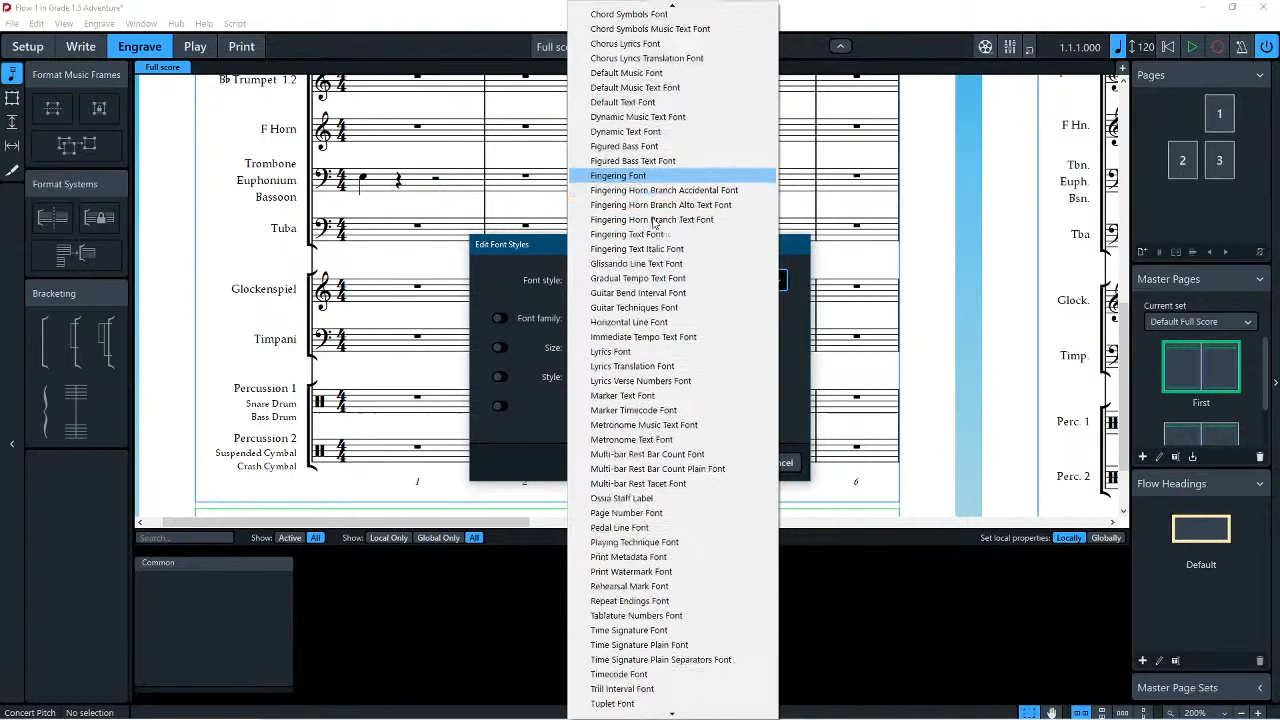 Flow 1 in Grade 1.5 Adventure*
File Edit View Engrave Window Hub Script
Setup Write Engrave Play Print
Full sc
1.1.1.000
120
Full score
Format Music Frames
Format Systems
Bracketing
B♭ Trumpet 1.2
F Horn
Trombone
Euphonium
Bassoon
Tuba
Glockenspiel
Timpani
Percussion 1
Snare Drum
Bass Drum
Percussion 2
Suspended Cymbal
Crash Cymbal
1
2
6
Edit Font Styles
Font style:
Font family:
Size:
Style:
ncel
Chord Symbols Font
Chord Symbols Music Text Font
Chorus Lyrics Font
Chorus Lyrics Translation Font
Default Music Font
Default Music Text Font
Default Text Font
Dynamic Music Text Font
Dynamic Text Font
Figured Bass Font
Figured Bass Text Font
Fingering Font
Fingering Horn Branch Accidental Font
Fingering Horn Branch Alto Text Font
Fingering Horn Branch Text Font
Fingering Text Font
Fingering Text Italic Font
Glissando Line Text Font
Gradual Tempo Text Font
Guitar Bend Interval Font
Guitar Techniques Font
Horizontal Line Font
Immediate Tempo Text Font
Lyrics Font
Lyrics Translation Font
Lyrics Verse Numbers Font
Marker Text Font
Marker Timecode Font
Metronome Music Text Font
Metronome Text Font
Multi-bar Rest Bar Count Font
Multi-bar Rest Bar Count Plain Font
Multi-bar Rest Tacet Font
Ossia Staff Label
Page Number Font
Pedal Line Font
Playing Technique Font
Print Metadata Font
Print Watermark Font
Rehearsal Mark Font
Repeat Endings Font
Tablature Numbers Font
Time Signature Font
Time Signature Plain Font
Time Signature Plain Separators Font
Timecode Font
Trill Interval Font
Tuplet Font
F Hn.
Tbn.
Euph.
Bsn.
Tba
Glock.
Timp.
Perc. 1
Perc. 2
Pages
1
2
3
Master Pages
Current set
Default Full Score
First
Flow Headings
Default
Master Page Sets
Search...
Show: Active All
Show: Local Only Global Only All
Set local properties: Locally Globally
Common
Concert Pitch No selection
200%